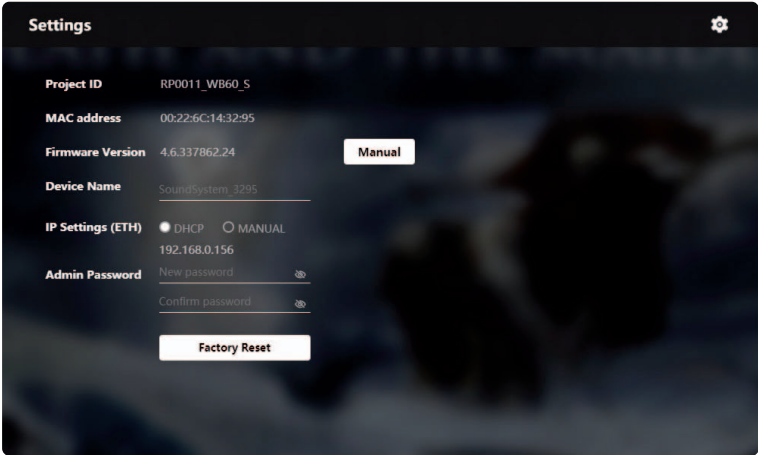 Settings
Project ID RP0011_WB60_S
MAC address 00:22:6C:14:32:95
Firmware Version 4.6.337862.24 Manual
Device Name SoundSystem_3295
IP Settings (ETH) DHCP MANUAL
192.168.0.156
Admin Password New password
Confirm password
Factory Reset